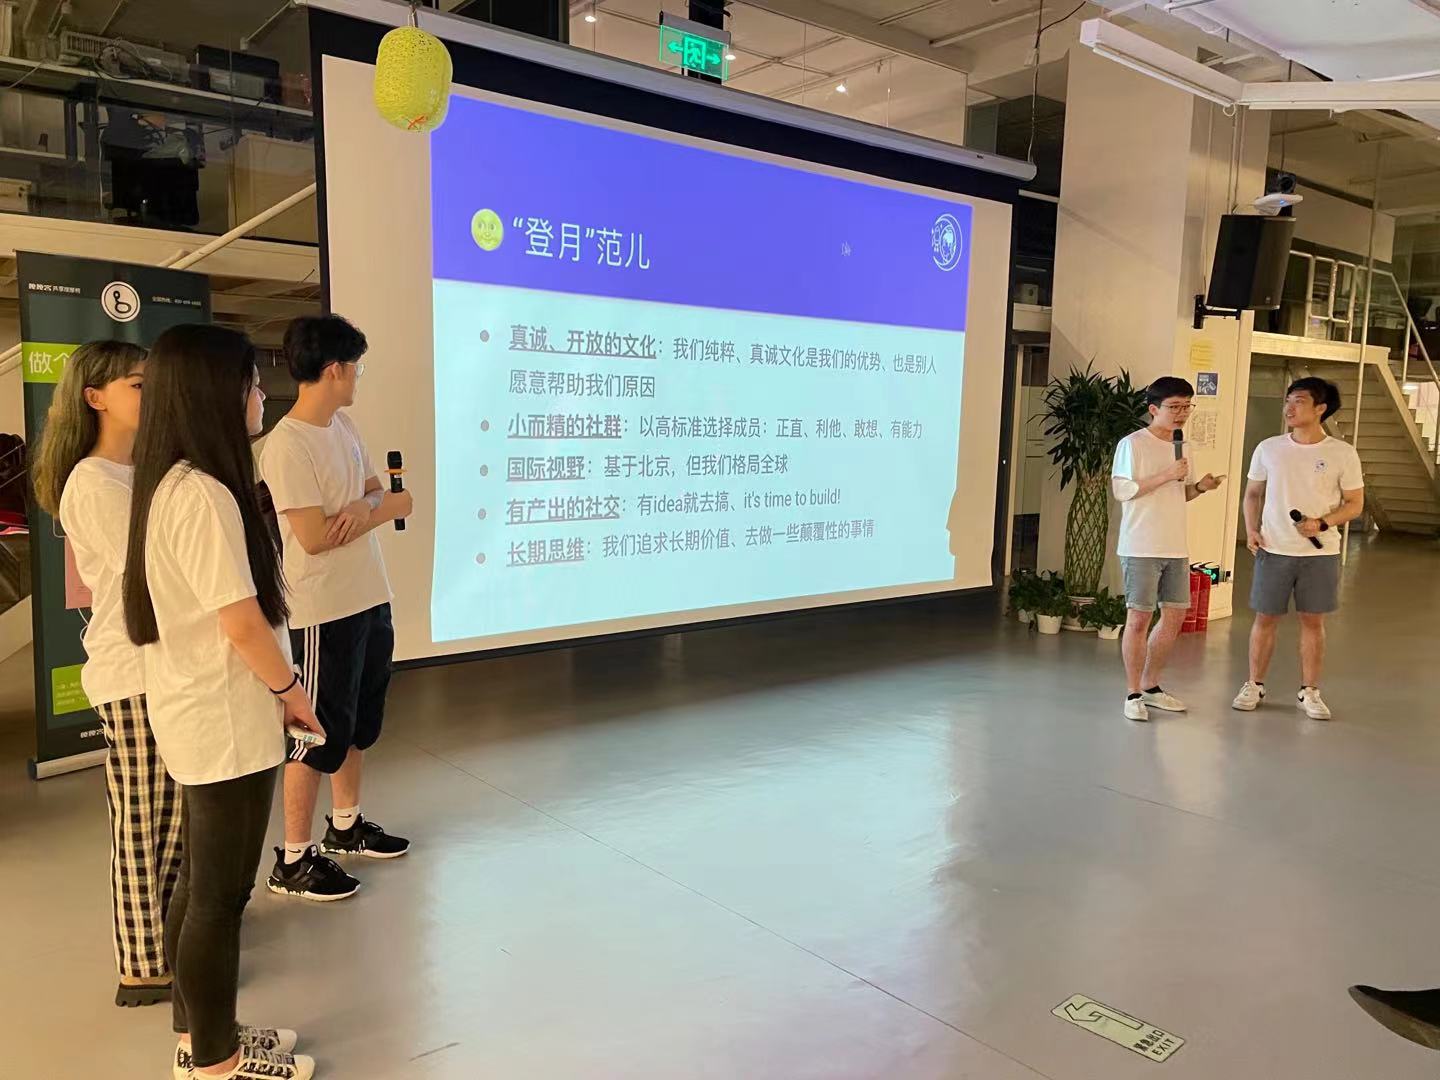 “登月”范儿
真诚、开放的文化：我们纯粹、真诚文化是我们的优势、也是别人
愿意帮助我们原因
小而精的社群：以高标准选择成员：正直、利他、敢想、有能力
国际视野：基于北京，但我们格局全球
有产出的社交：有idea就去搞、it's time to build!
长期思维：我们追求长期价值、去做一些颠覆性的事情
共享按摩椅
做个
EXIT